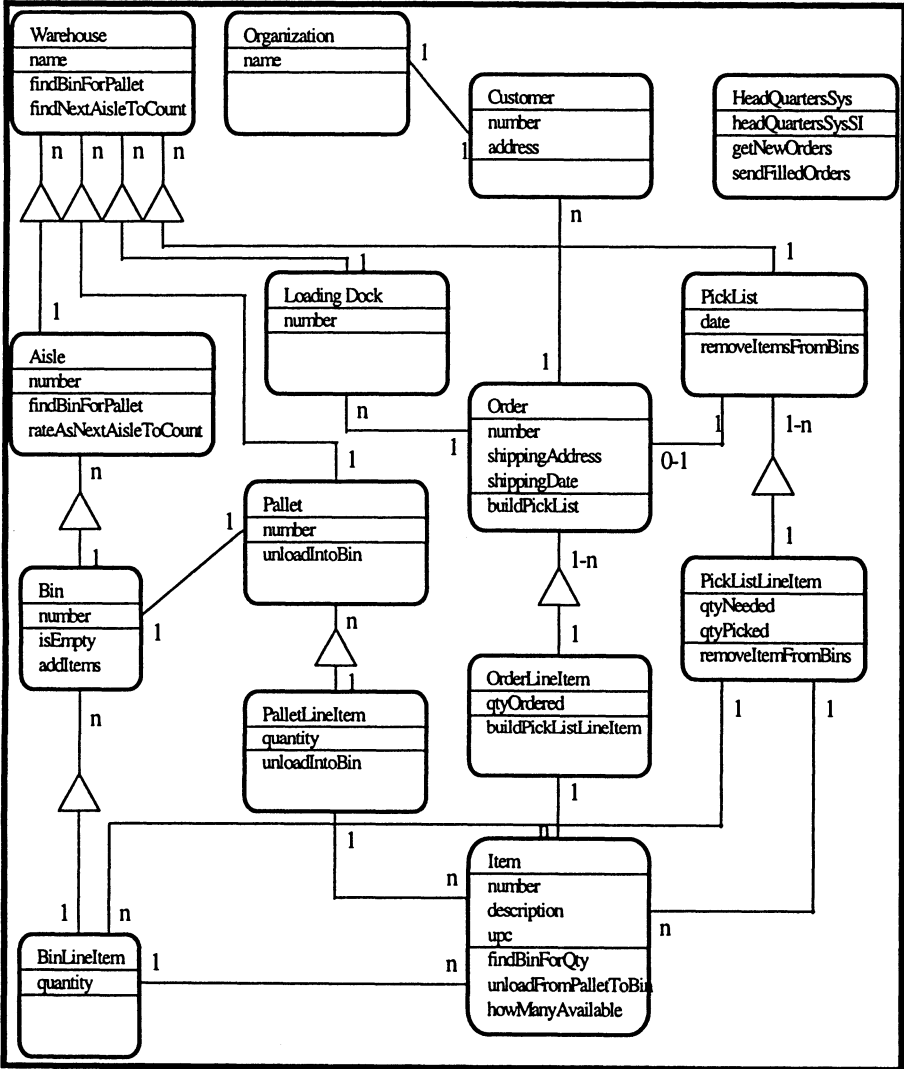 Warehouse
name
findBinForPallet
findNextAisleToCount
Organization
name
1
1
Customer
number
address
HeadQuartersSys
headQuartersSysSI
getNewOrders
sendFilledOrders
n
n
n
n
n
1
1
1
Loading Dock
number
PickList
date
removeItemsFromBins
Aisle
number
findBinForPallet
rateAsNextAisleToCount
1
n
1
Order
number
shippingAddress
shippingDate
buildPickList
1
0-1
1-n
n
1
1
Pallet
number
unloadIntoBin
1
1
Bin
number
isEmpty
addItems
1
1-n
1
PickListLineItem
qtyNeeded
qtyPicked
removeItemFromBins
n
1
1
OrderLineItem
qtyOrdered
buildPickListLineItem
PalletLineItem
quantity
unloadIntoBin
n
1
1
1
n
1
n
Item
number
description
upc
findBinForQty
unloadFromPalletToBin
howManyAvailable
n
1
n
BinLineItem
quantity
1
n